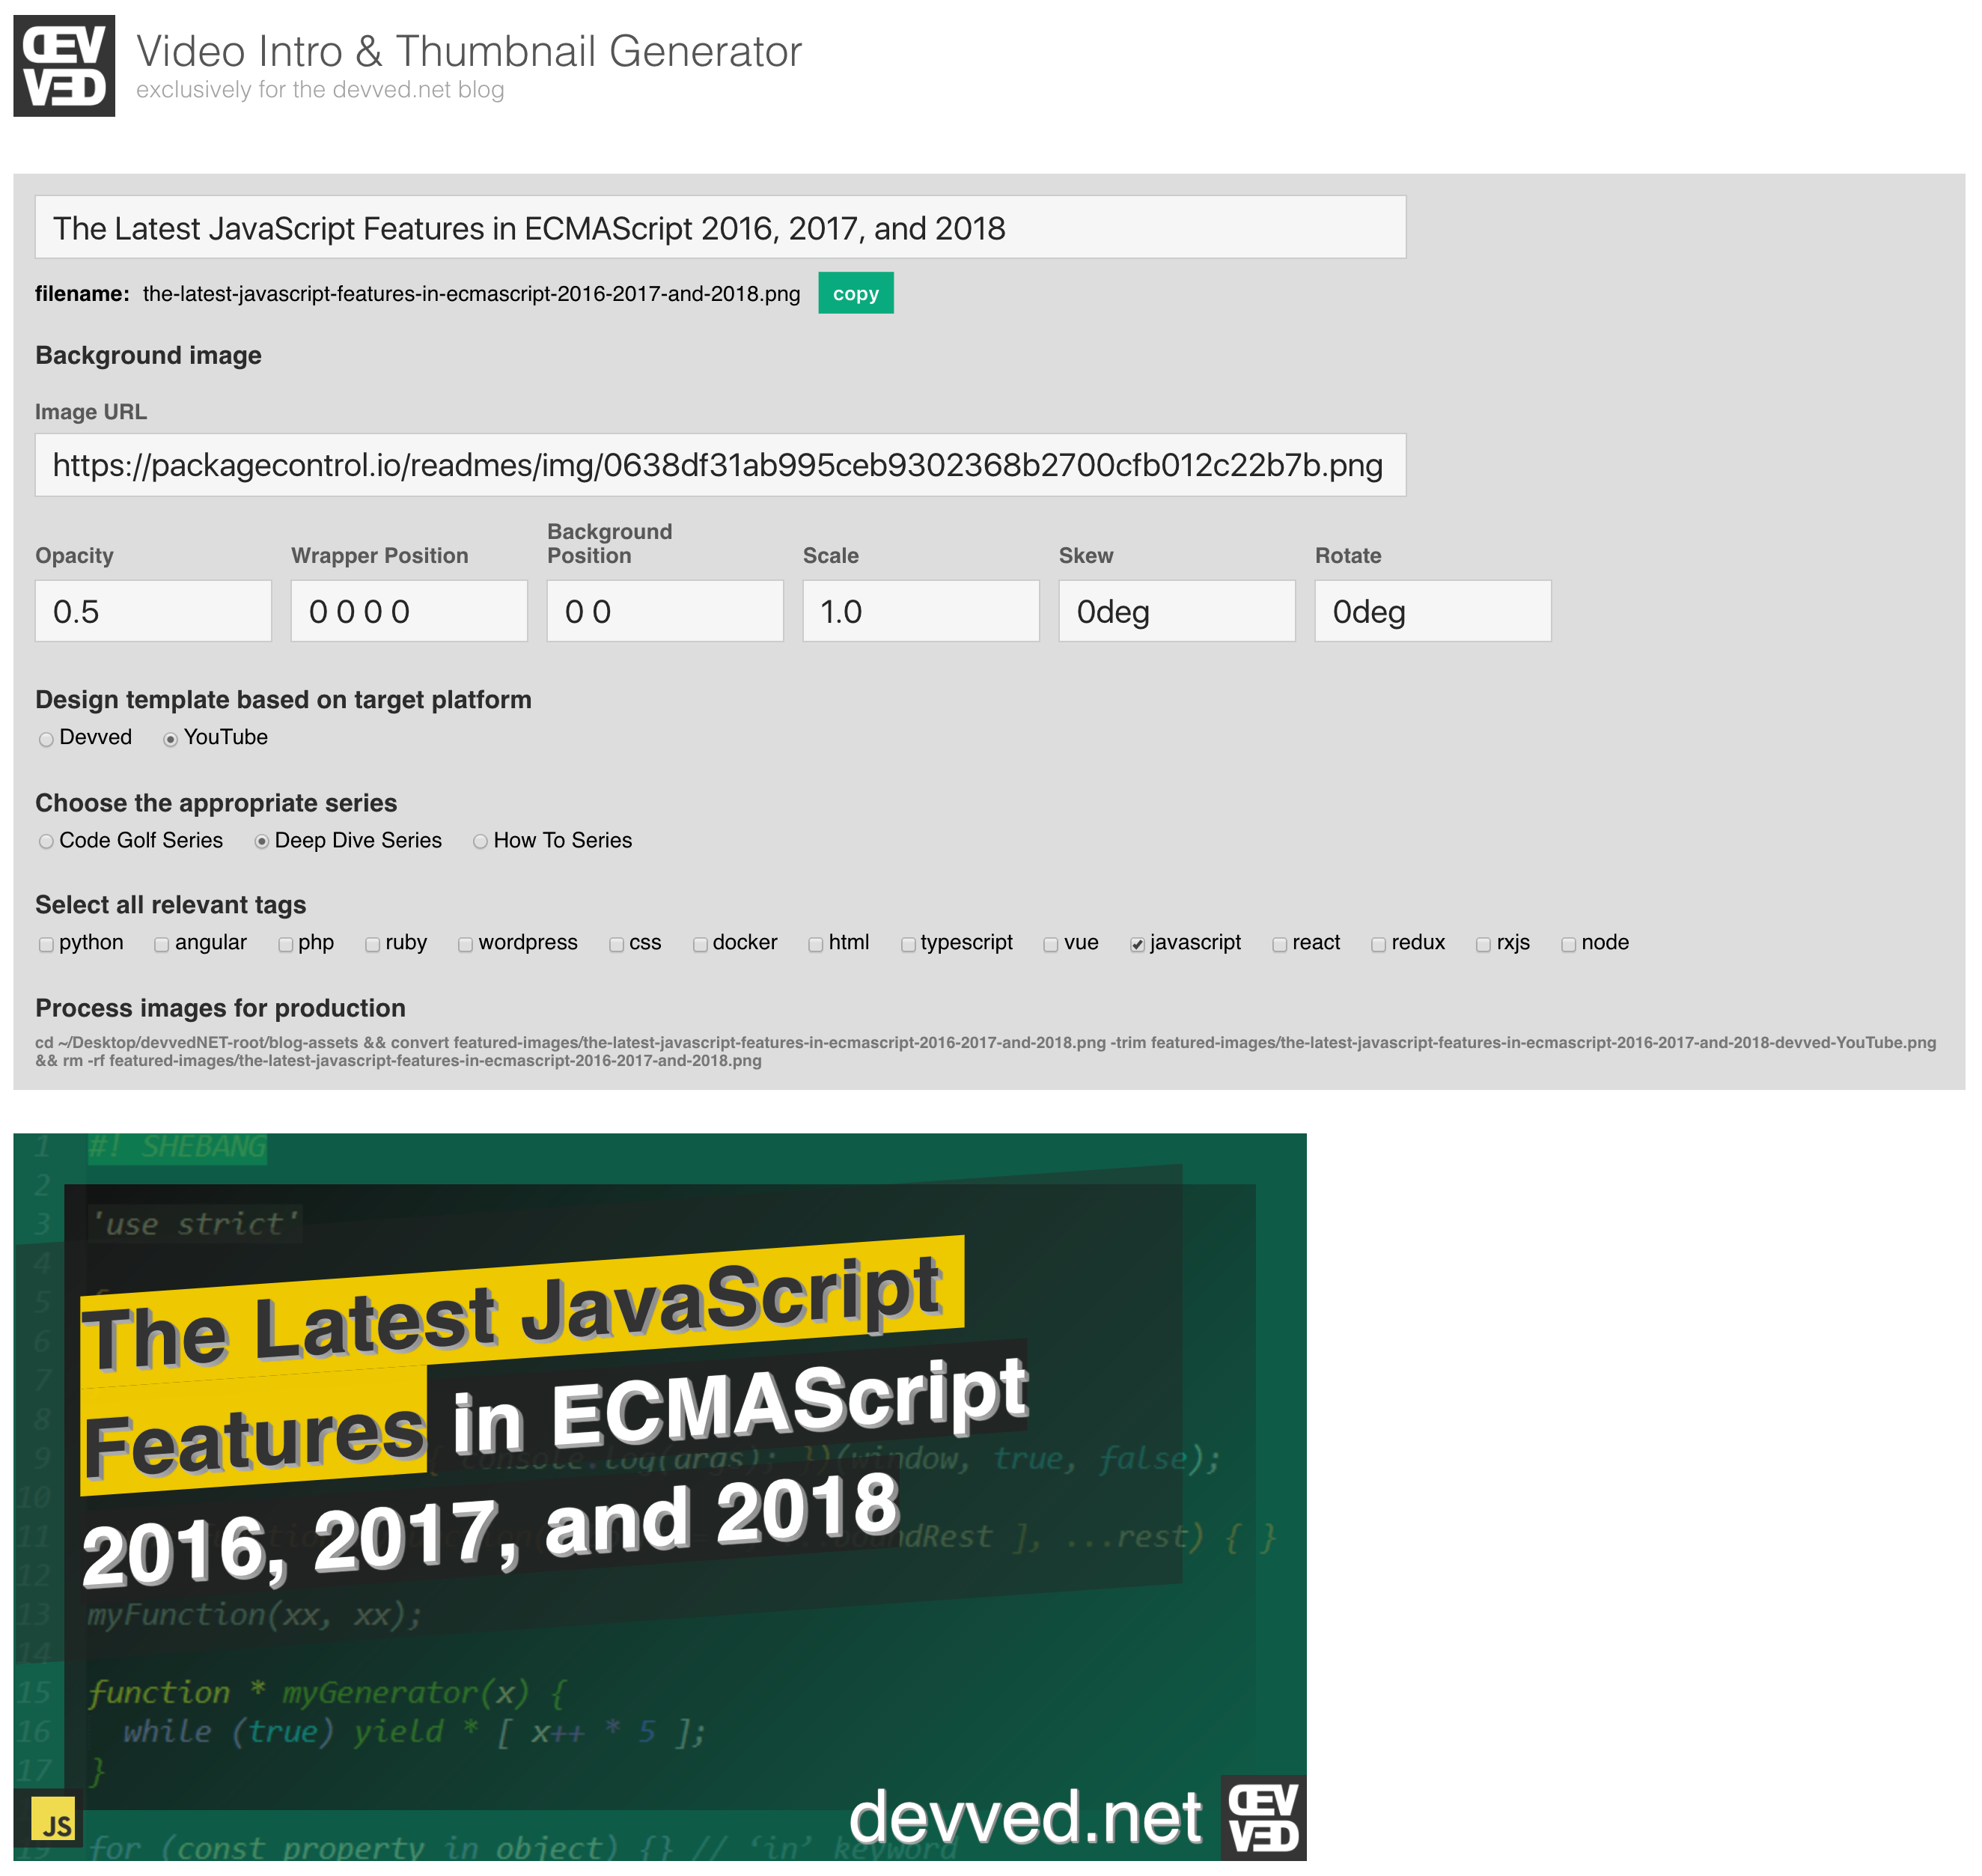 DEV
VED
Video Intro & Thumbnail Generator
exclusively for the devved.net blog
The Latest JavaScript Features in ECMAScript 2016, 2017, and 2018
filename: the-latest-javascript-features-in-ecmascript-2016-2017-and-2018.png copy
Background image
Image URL
https://packagecontrol.io/readmes/img/0638df31ab995ceb9302368b2700cfb012c22b7b.png
Opacity Wrapper Position Background Position Scale Skew Rotate
0.5 0 0 0 0 0 0 1.0 0deg 0deg
Design template based on target platform
Devved YouTube
Choose the appropriate series
Code Golf Series Deep Dive Series How To Series
Select all relevant tags
python angular php ruby wordpress css docker html typescript vue javascript react redux rxjs node
Process images for production
cd ~/Desktop/devvedNET-root/blog-assets && convert featured-images/the-latest-javascript-features-in-ecmascript-2016-2017-and-2018.png -trim featured-images/the-latest-javascript-features-in-ecmascript-2016-2017-and-2018-devved-YouTube.png
&& rm -rf featured-images/the-latest-javascript-features-in-ecmascript-2016-2017-and-2018.png
1 #! SHEBANG
2
3 'use strict'
4
5
6
The Latest JavaScript
7
Features in ECMAScript
8
9 { console.log(args); })(window, true, false);
10
2016, 2017, and 2018
11 boundRest ], ...rest) { }
12
13 myFunction(xx, xx);
14
15 function * myGenerator(x) {
16 while (true) yield * [ x++ * 5 ];
17 }
JS
devved.net
DEV
VED
19 for (const property in object) {} // ‘in’ keyword